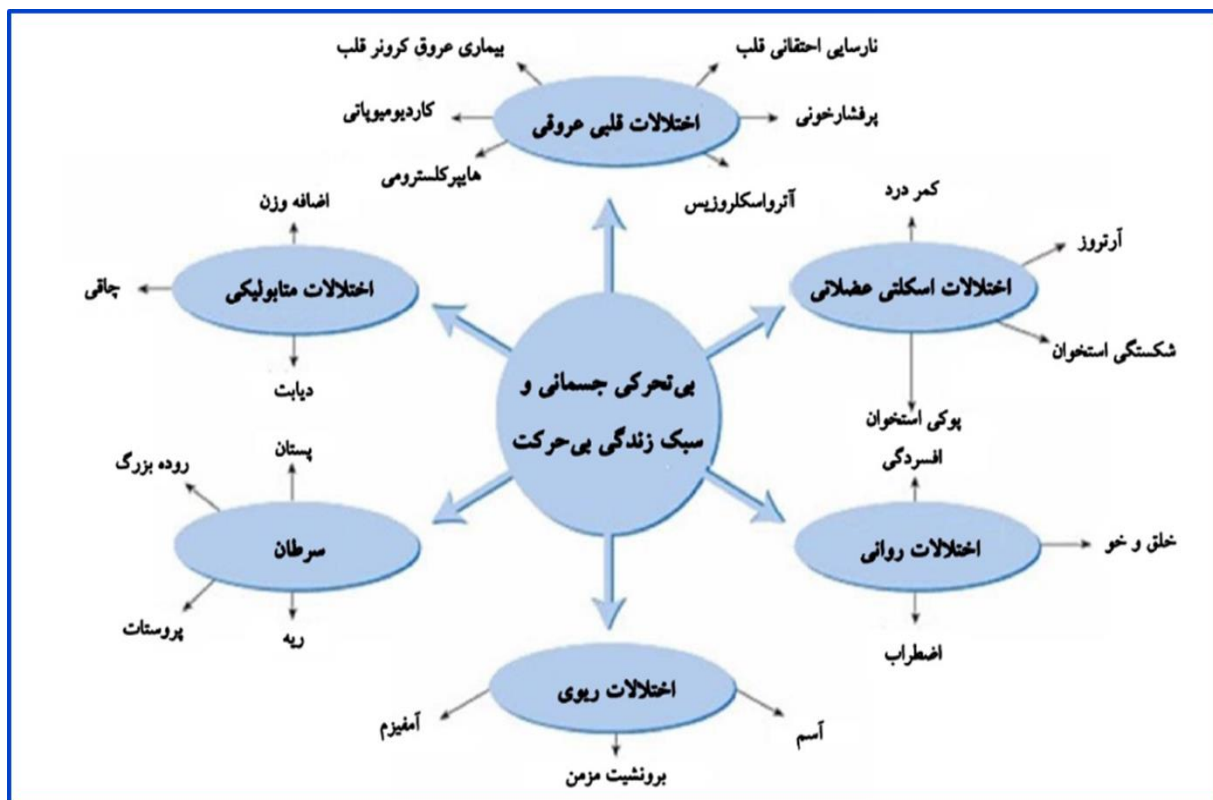 نارسایی احتقانی قلب
بیماری عروق کرونر قلب
اختلالات قلبی عروقی
پرفشارخونی
کاردیومیوپاتی
هایپرکلسترومی
آترواسکلروزیس
کمر درد
آرتروز
اختلالات اسکلتی عضلانی
شکستگی استخوان
پوکی استخوان
اضافه وزن
اختلالات متابولیکی
چاقی
دیابت
بی‌تحرکی جسمانی و
سبک زندگی بی‌حرکت
افسردگی
اختلالات روانی
خلق و خو
اضطراب
پستان
روده بزرگ
سرطان
پروستات
ریه
اختلالات ریوی
آسم
آمفیزم
برونشیت مزمن